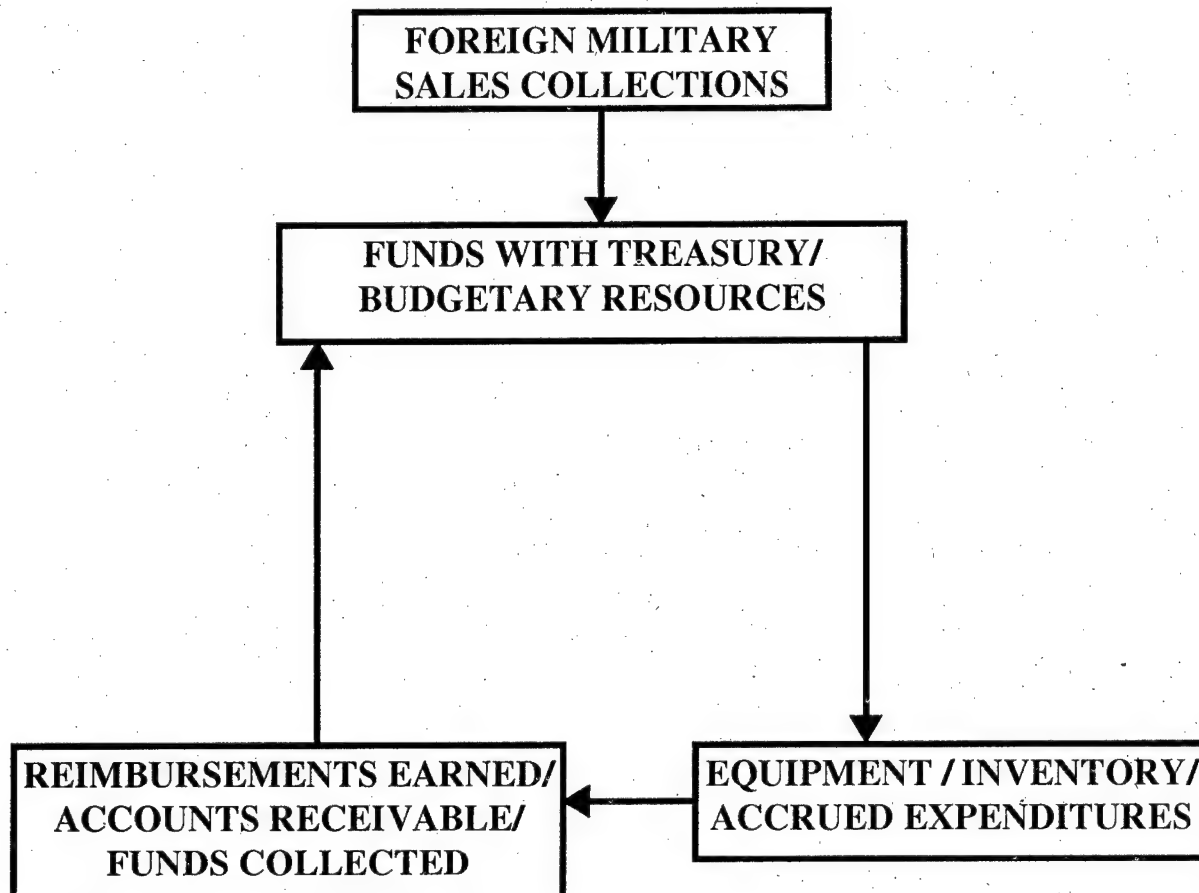 FOREIGN MILITARY
SALES COLLECTIONS
FUNDS WITH TREASURY/
BUDGETARY RESOURCES
REIMBURSEMENTS EARNED/
ACCOUNTS RECEIVABLE/
FUNDS COLLECTED
EQUIPMENT / INVENTORY/
ACCRUED EXPENDITURES